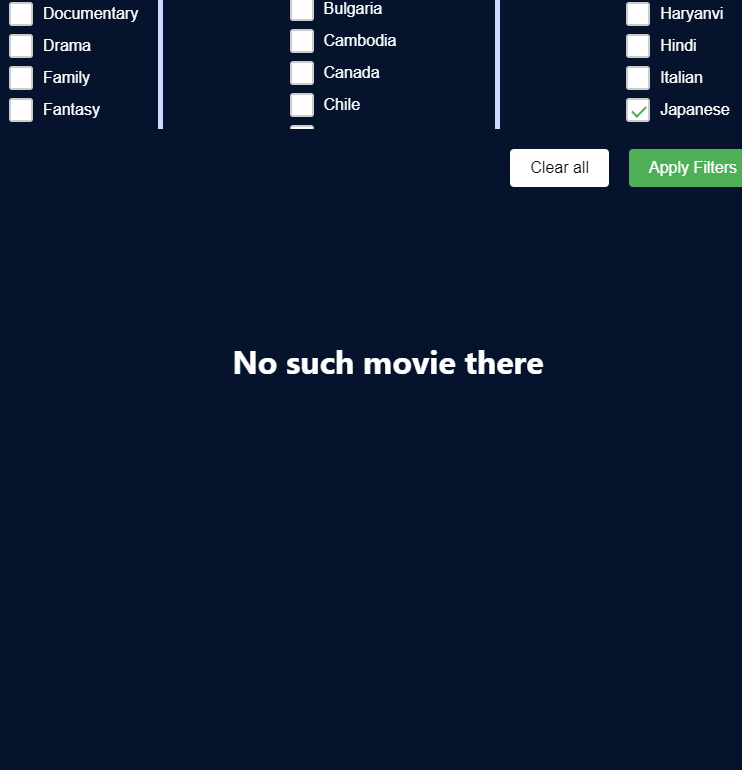 Documentary
Drama
Family
Fantasy
Bulgaria
Cambodia
Canada
Chile
Haryanvi
Hindi
Italian
Japanese
Clear all
Apply Filters
No such movie there